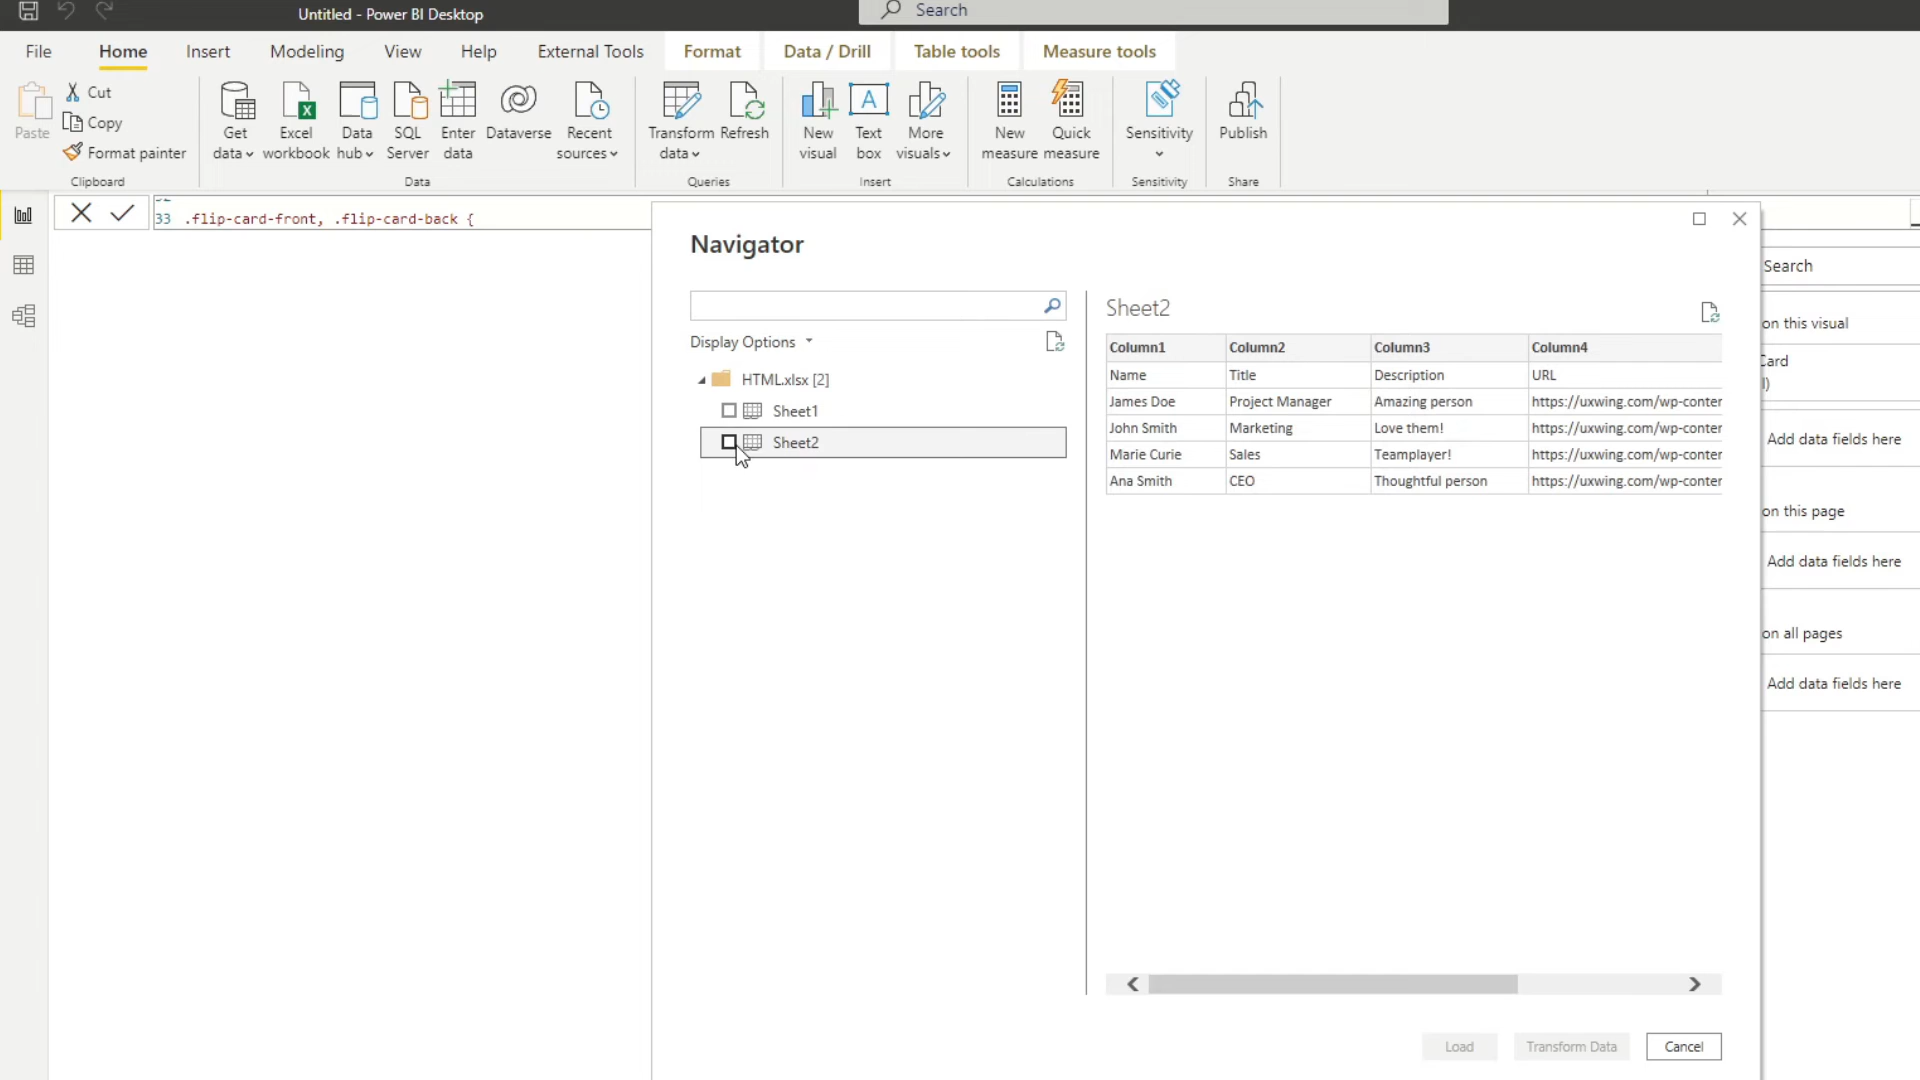 Untitled - Power BI Desktop
Search
File Home Insert Modeling View Help External Tools Format Data / Drill Table tools Measure tools
Paste
Cut
Copy
Format painter
Clipboard
Get data
Excel workbook
Data hub
SQL Server
Enter data
Dataverse
Recent sources
Data
Transform data
Refresh
Queries
New visual
Text box
More visuals
Insert
New measure
Quick measure
Calculations
Sensitivity
Sensitivity
Publish
Share
33 .flip-card-front, .flip-card-back {
Navigator
Display Options
HTML.xlsx [2]
Sheet1
Sheet2
Sheet2
Column1 Column2 Column3 Column4
Name Title Description URL
James Doe Project Manager Amazing person https://uxwing.com/wp-conter
John Smith Marketing Love them! https://uxwing.com/wp-conter
Marie Curie Sales Teamplayer! https://uxwing.com/wp-conter
Ana Smith CEO Thoughtful person https://uxwing.com/wp-conter
Load Transform Data Cancel
Search
on this visual
Card
Add data fields here
on this page
Add data fields here
on all pages
Add data fields here